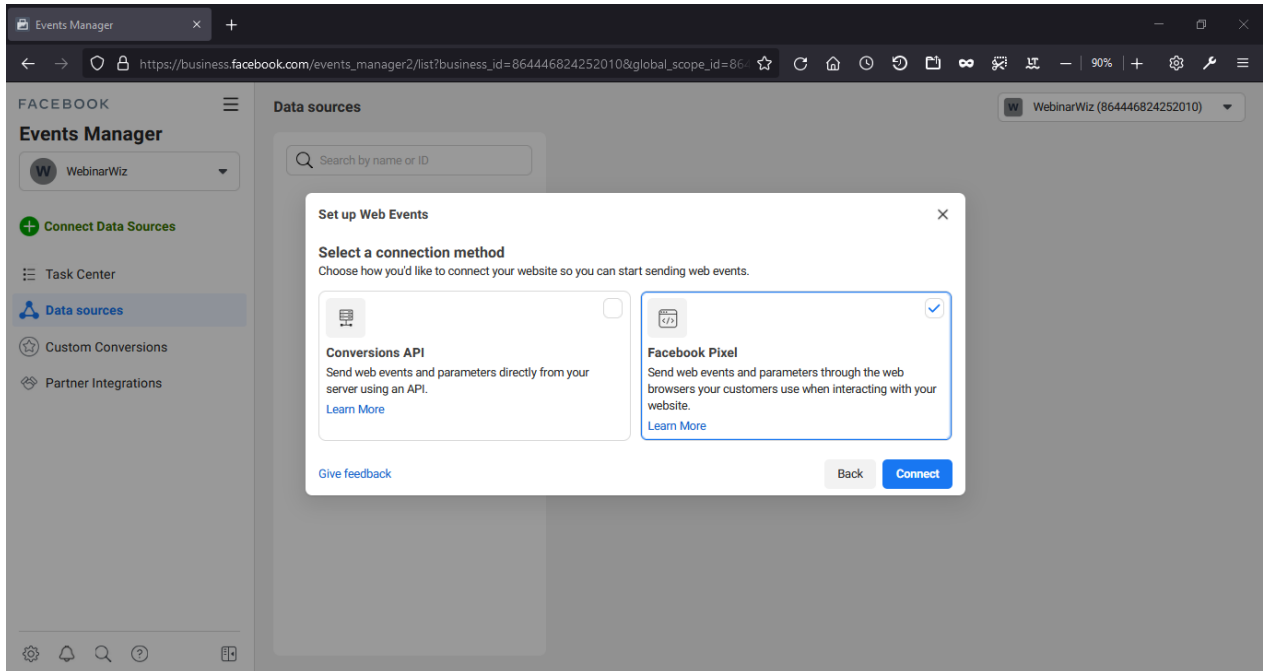 Events Manager
https://business.facebook.com/events_manager2/list?business_id=864446824252010&global_scope_id=86
90%
FACEBOOK
Events Manager
W WebinarWiz
Connect Data Sources
Task Center
Data sources
Custom Conversions
Partner Integrations
Data sources
W WebinarWiz (864446824252010)
Search by name or ID
Set up Web Events
Select a connection method
Choose how you'd like to connect your website so you can start sending web events.
Conversions API
Send web events and parameters directly from your
server using an API.
Learn More
Facebook Pixel
Send web events and parameters through the web
browsers your customers use when interacting with your
website.
Learn More
Give feedback
Back
Connect